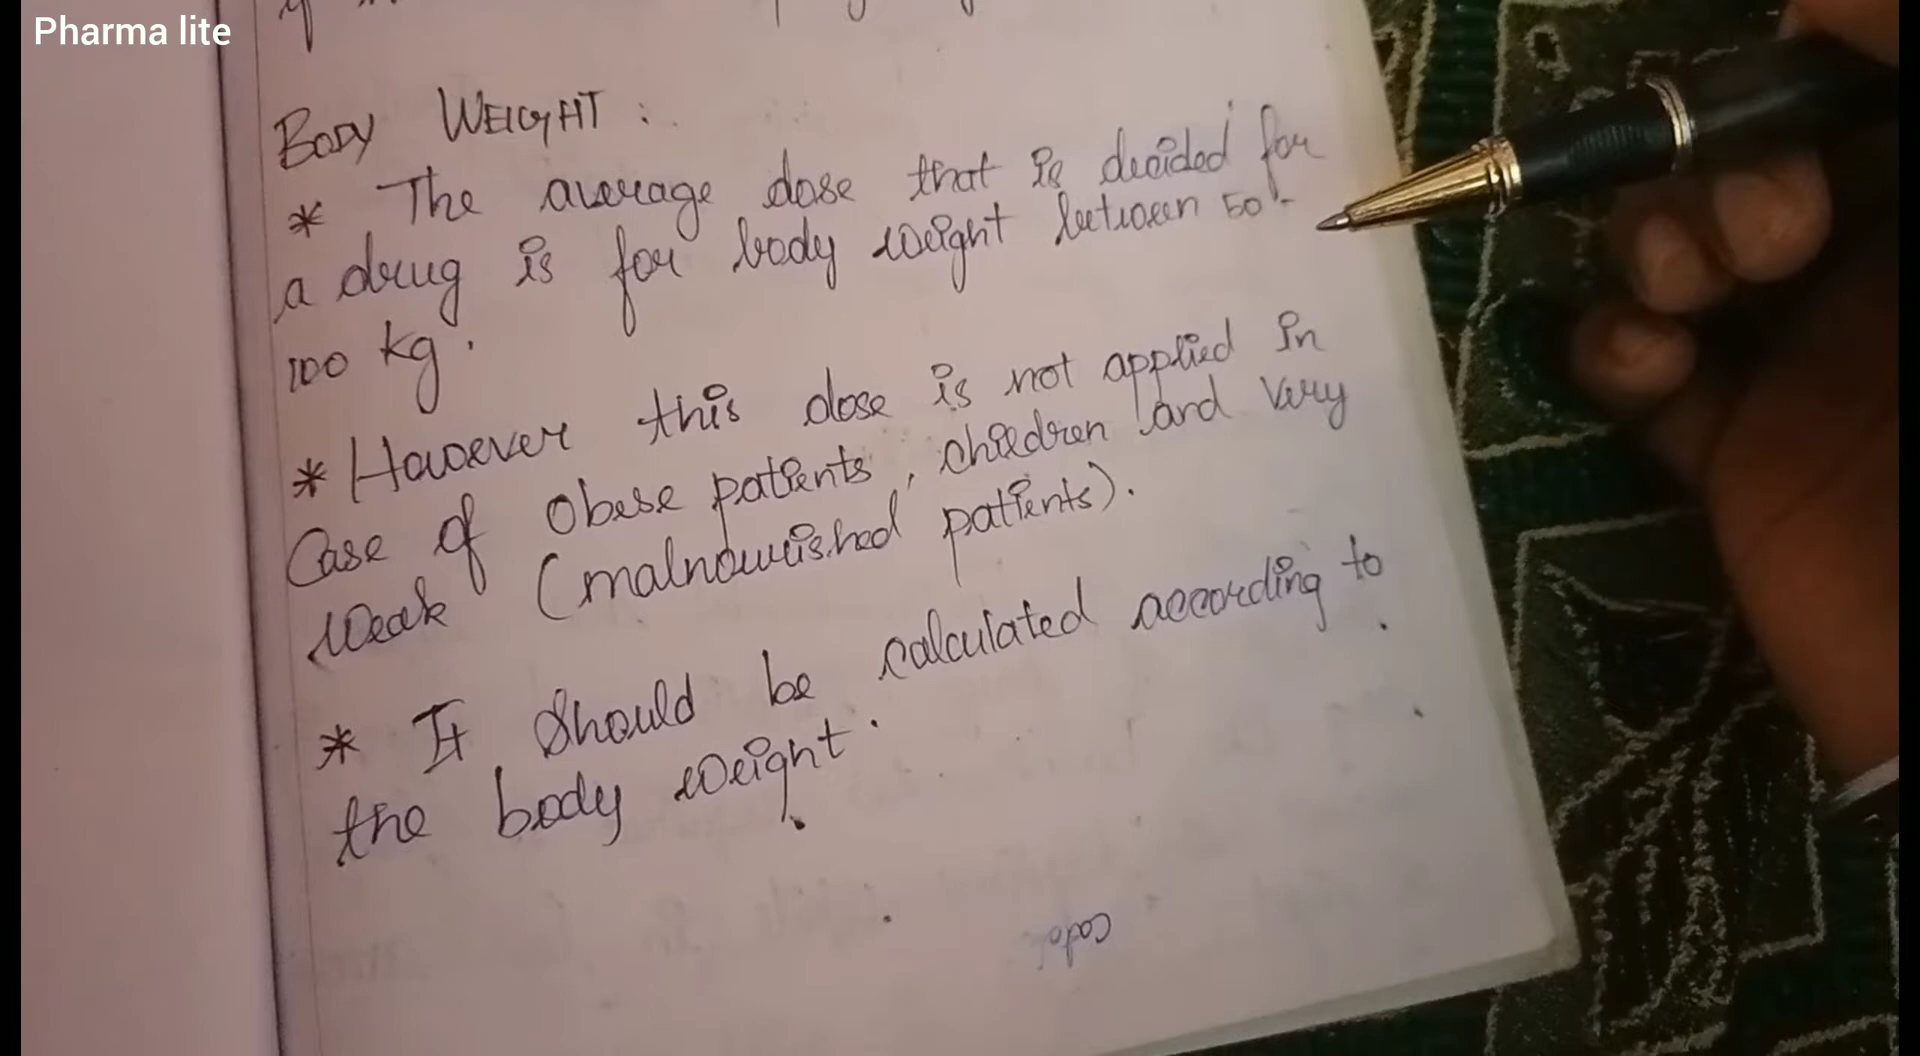 Pharma lite
BODY WEIGHT :
* The average dose that is decided for
a drug is for body weight between 50 -
100 kg.
* However this dose is not applied in
Case of Obese patients, children and very
weak (malnourished patients).
* It should be calculated according to
the body weight.